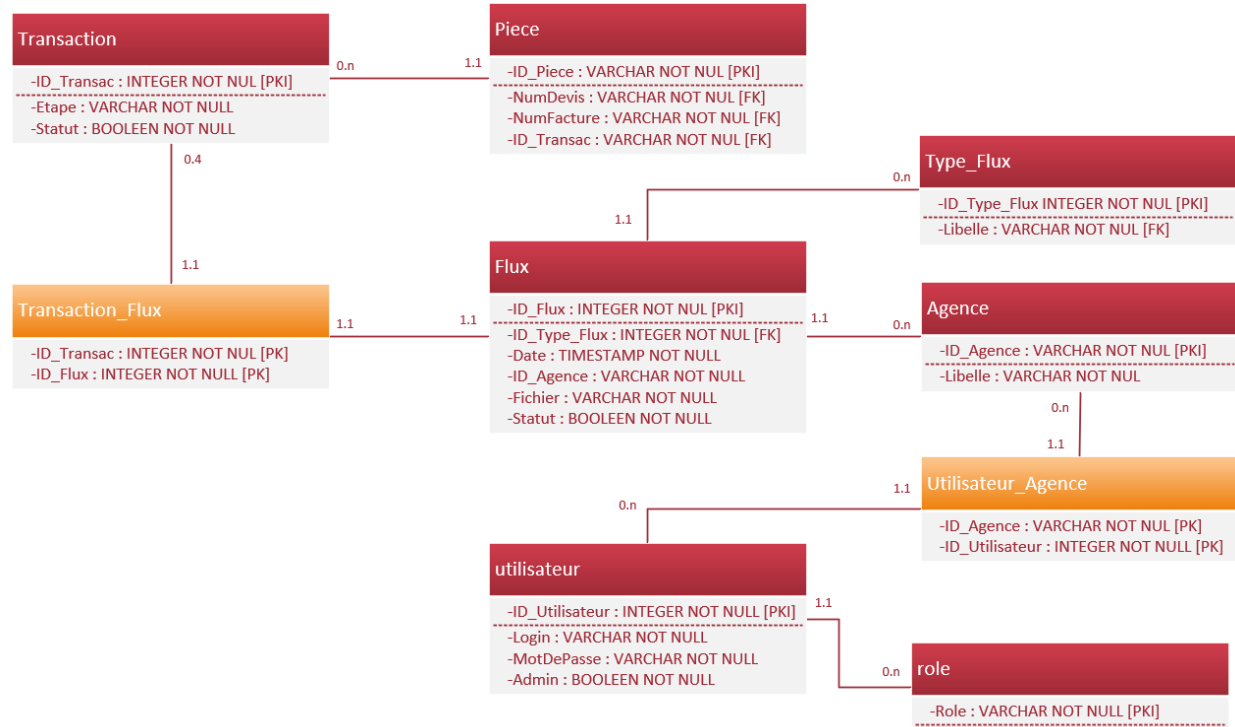 Transaction
-ID_Transac : INTEGER NOT NUL [PKI]
-Etape : VARCHAR NOT NULL
-Statut : BOOLEEN NOT NULL
0.n
1.1
Piece
-ID_Piece : VARCHAR NOT NUL [PKI]
-NumDevis : VARCHAR NOT NUL [FK]
-NumFacture : VARCHAR NOT NUL [FK]
-ID_Transac : VARCHAR NOT NUL [FK]
0.4
1.1
0.n
1.1
Type_Flux
-ID_Type_Flux INTEGER NOT NUL [PKI]
-Libelle : VARCHAR NOT NUL [FK]
Transaction_Flux
-ID_Transac : INTEGER NOT NUL [PK]
-ID_Flux : INTEGER NOT NULL [PK]
1.1
1.1
Flux
-ID_Flux : INTEGER NOT NUL [PKI]
-ID_Type_Flux : INTEGER NOT NUL [FK]
-Date : TIMESTAMP NOT NULL
-ID_Agence : VARCHAR NOT NULL
-Fichier : VARCHAR NOT NULL
-Statut : BOOLEEN NOT NULL
1.1
0.n
Agence
-ID_Agence : VARCHAR NOT NUL [PKI]
-Libelle : VARCHAR NOT NUL
0.n
1.1
1.1
0.n
Utilisateur_Agence
-ID_Agence : VARCHAR NOT NUL [PK]
-ID_Utilisateur : INTEGER NOT NULL [PK]
utilisateur
-ID_Utilisateur : INTEGER NOT NULL [PKI]
-Login : VARCHAR NOT NULL
-MotDePasse : VARCHAR NOT NULL
-Admin : BOOLEEN NOT NULL
1.1
0.n
role
-Role : VARCHAR NOT NULL [PKI]